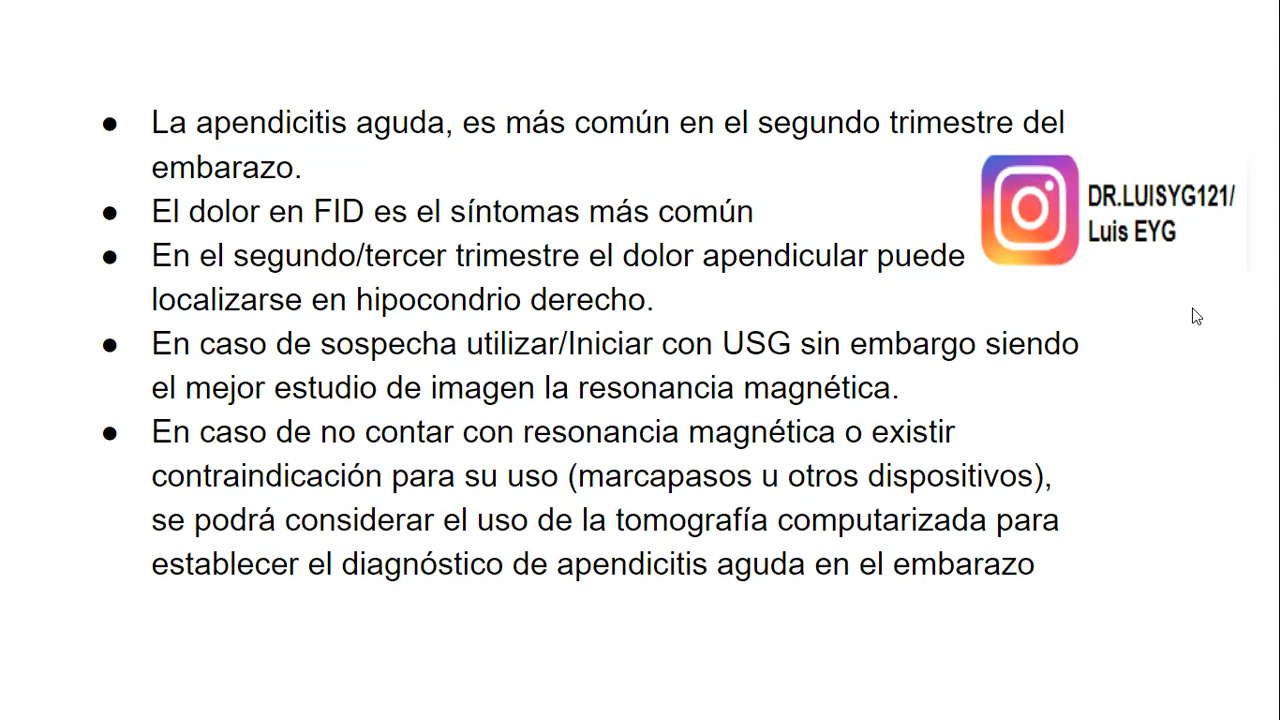 ● La apendicitis aguda, es más común en el segundo trimestre del
embarazo.
● El dolor en FID es el síntomas más común
● En el segundo/tercer trimestre el dolor apendicular puede
localizarse en hipocondrio derecho.
● En caso de sospecha utilizar/Iniciar con USG sin embargo siendo
el mejor estudio de imagen la resonancia magnética.
● En caso de no contar con resonancia magnética o existir
contraindicación para su uso (marcapasos u otros dispositivos),
se podrá considerar el uso de la tomografía computarizada para
establecer el diagnóstico de apendicitis aguda en el embarazo
DR.LUISYG121/
Luis EYG